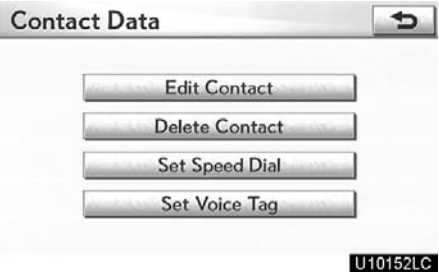 Contact Data
Edit Contact
Delete Contact
Set Speed Dial
Set Voice Tag
U10152LC